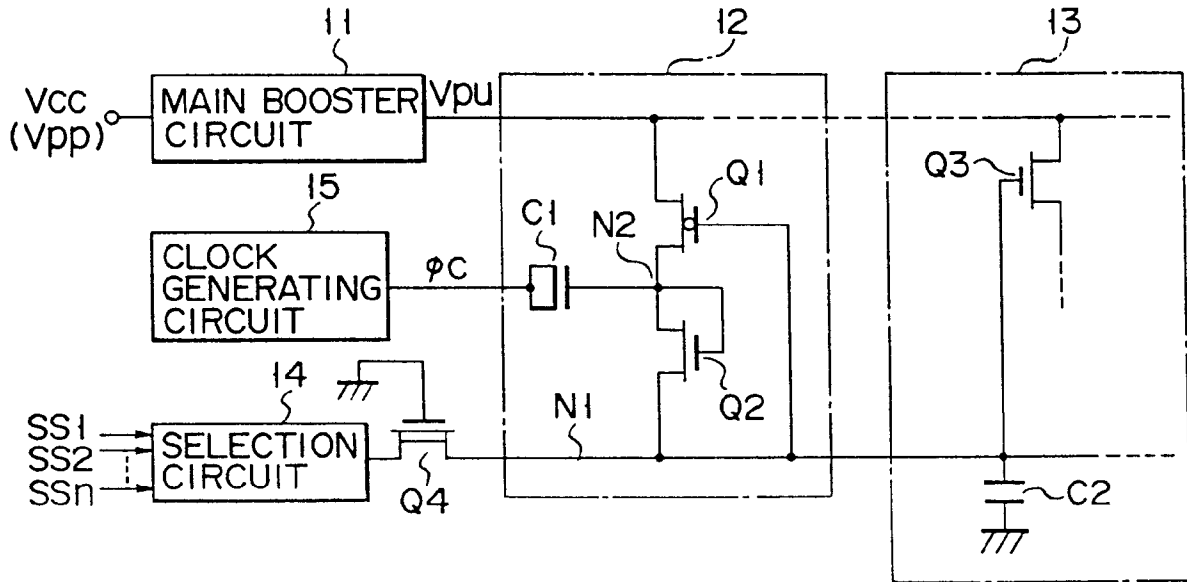 11
12
13
Vcc
(Vpp)
MAIN BOOSTER
CIRCUIT
Vpu
Q3
Q1
15
C1
N2
CLOCK
GENERATING
CIRCUIT
φC
14
Q2
SS1
SS2
SSn
SELECTION
CIRCUIT
Q4
N1
C2